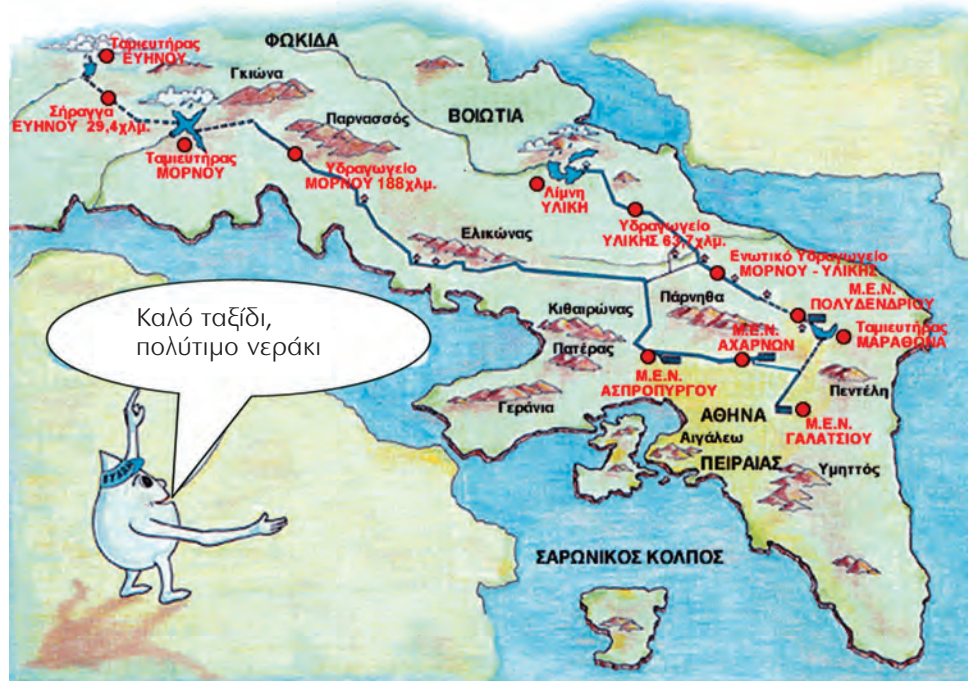 Ταμιευτήρας
ΕΥΗΝΟΥ
ΦΩΚΙΔΑ
Γκιώνα
Σήραγγα
ΕΥΗΝΟΥ 29,4χλμ.
Ταμιευτήρας
ΜΟΡΝΟΥ
Παρνασσός
ΒΟΙΩΤΙΑ
Υδραγωγείο
ΜΟΡΝΟΥ 188χλμ.
Λίμνη
ΥΛΙΚΗ
Υδραγωγείο
ΥΛΙΚΗΣ 63,7χλμ.
Ελικώνας
Ενωτικό Υδραγωγείο
ΜΟΡΝΟΥ - ΥΛΙΚΗΣ
Μ.Ε.Ν.
ΠΟΛΥΔΕΝΔΡΙΟΥ
Κιθαιρώνας
Πάρνηθα
Ταμιευτήρας
ΜΑΡΑΘΩΝΑ
Πατέρας
Μ.Ε.Ν.
ΑΧΑΡΝΩΝ
Μ.Ε.Ν.
ΑΣΠΡΟΠΥΡΓΟΥ
Πεντέλη
Γεράνια
ΑΘΗΝΑ
Μ.Ε.Ν.
ΓΑΛΑΤΣΙΟΥ
Αιγάλεω
ΠΕΙΡΑΙΑΣ
Υμηττός
ΣΑΡΩΝΙΚΟΣ ΚΟΛΠΟΣ
Καλό ταξίδι,
πολύτιμο νεράκι
ΕΥΔΑΠ